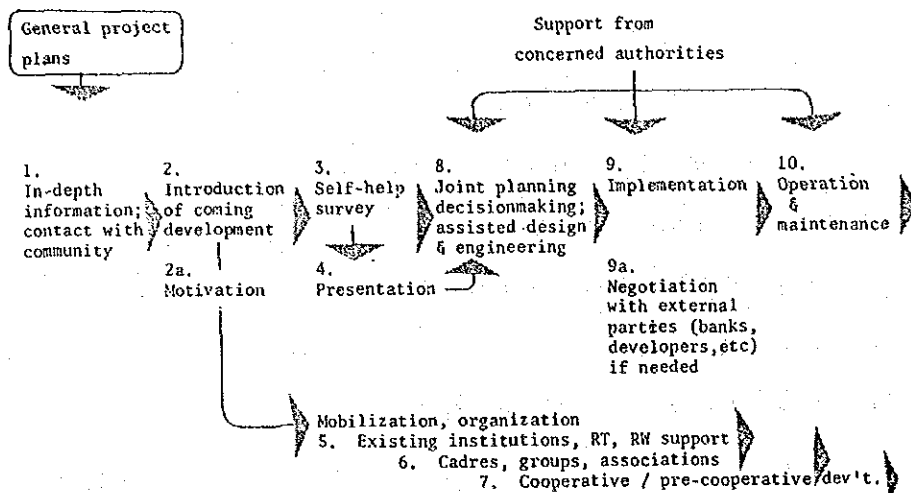 General project
plans
Support from
concerned authorities
1.
In-depth
information;
contact with
community
2.
Introduction
of coming
development
2a.
Motivation
3.
Self-help
survey
4.
Presentation
8.
Joint planning
decisionmaking;
assisted design
& engineering
9.
Implementation
9a.
Negotiation
with external
parties (banks,
developers,etc)
if needed
10.
Operation
&
maintenance
Mobilization, organization
5. Existing institutions, RT, RW support
6. Cadres, groups, associations
7. Cooperative / pre-cooperative/dev't.